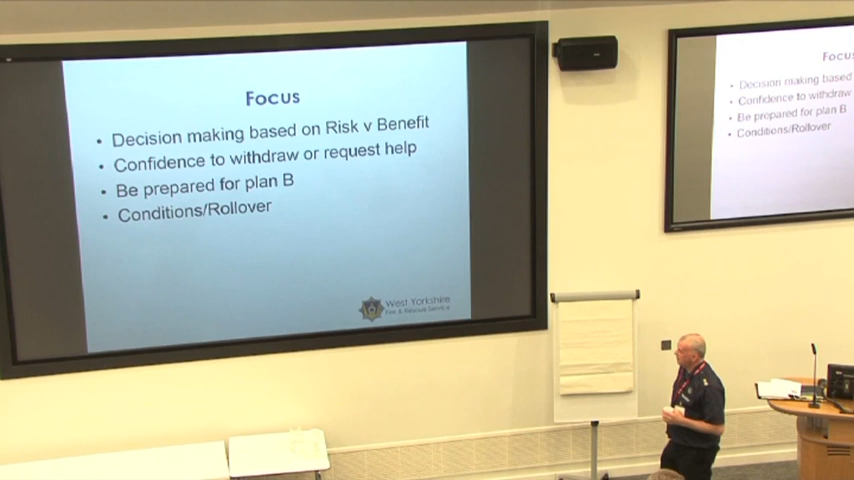 Focus
• Decision making based on Risk v Benefit
• Confidence to withdraw or request help
• Be prepared for plan B
• Conditions/Rollover
West Yorkshire
Fire & Rescue Service
Focus
• Decision making based
• Confidence to withdraw
• Be prepared for plan B
• Conditions/Rollover